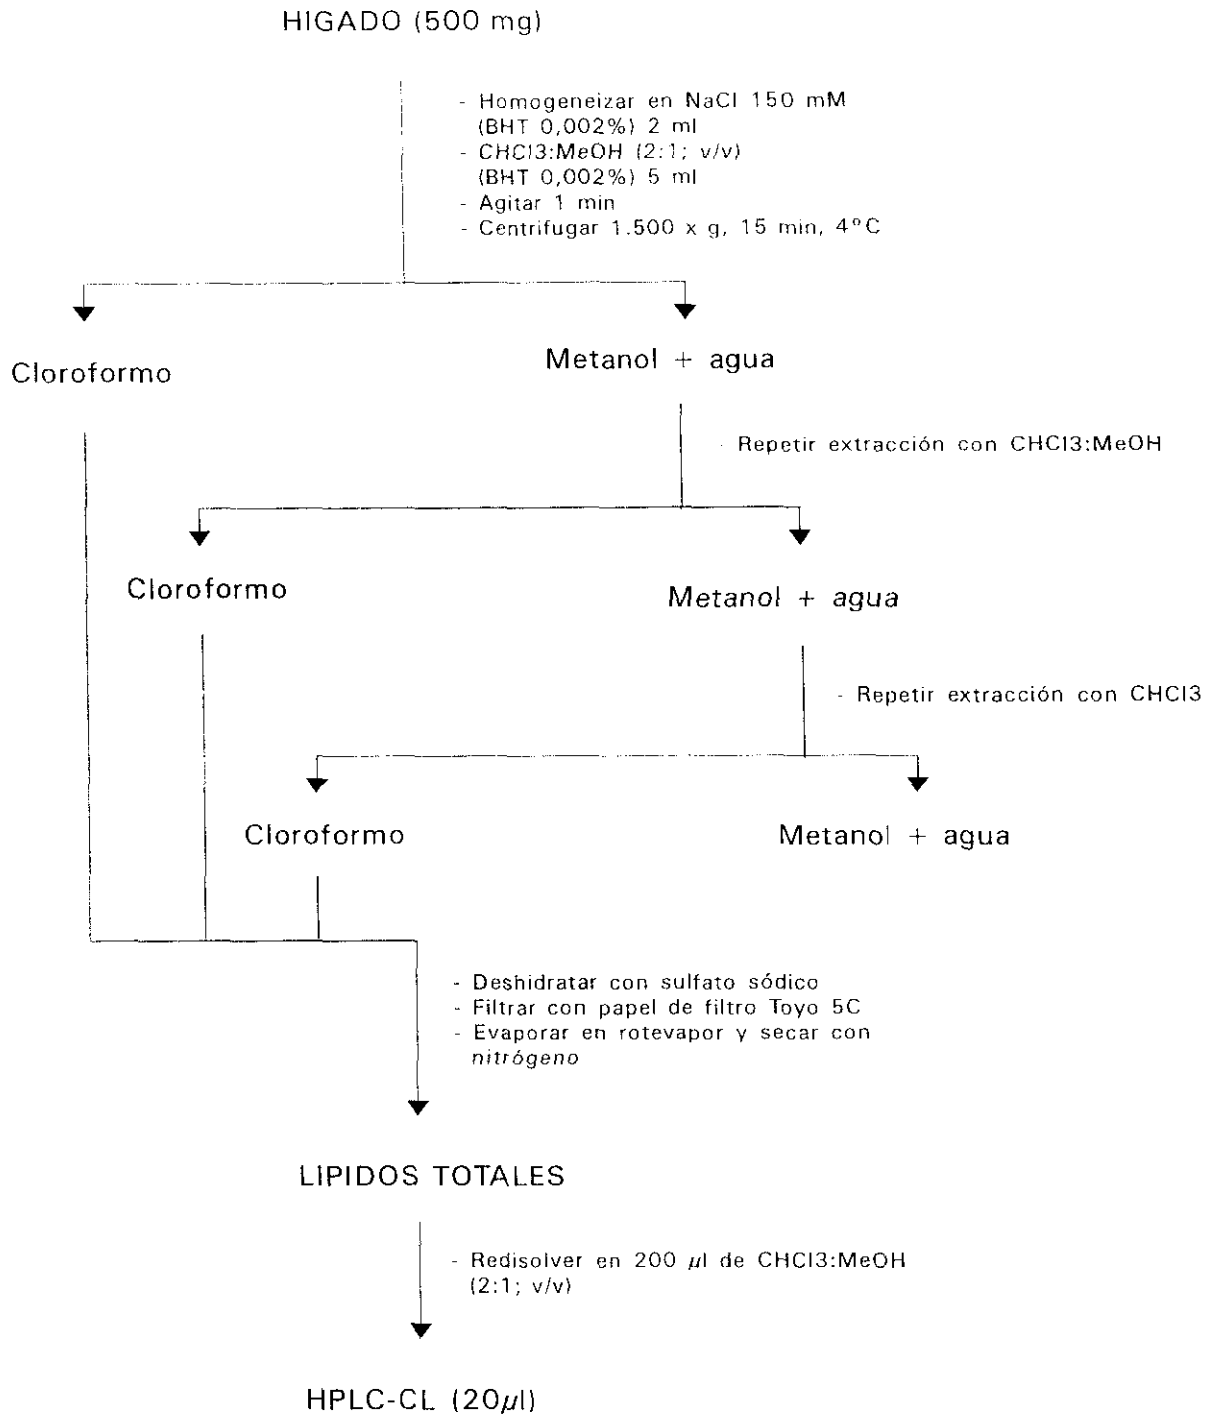 HIGADO (500 mg)
- Homogeneizar en NaCl 150 mM
(BHT 0,002%) 2 ml
- CHCl3:MeOH (2:1; v/v)
(BHT 0,002%) 5 ml
- Agitar 1 min
- Centrifugar 1.500 x g, 15 min, 4°C
Cloroformo
Metanol + agua
- Repetir extracción con CHCl3:MeOH
Cloroformo
Metanol + agua
- Repetir extracción con CHCl3
Cloroformo
Metanol + agua
- Deshidratar con sulfato sódico
- Filtrar con papel de filtro Toyo 5C
- Evaporar en rotevapor y secar con
nitrógeno
LIPIDOS TOTALES
- Redisolver en 200 µl de CHCl3:MeOH
(2:1; v/v)
HPLC-CL (20µl)